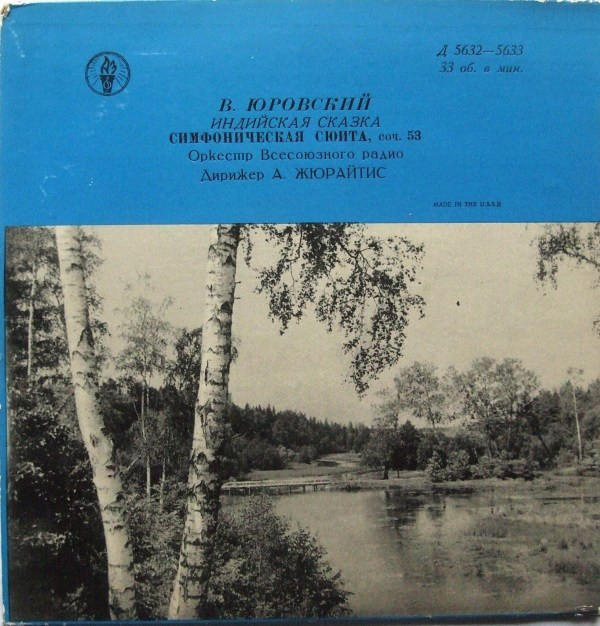 Д 5632—5633
33 об. в мин.
В. ЮРОВСКИЙ
ИНДИЙСКАЯ СКАЗКА
СИМФОНИЧЕСКАЯ СЮИТА, соч. 53
Оркестр Всесоюзного радио
Дирижер А. ЖЮРАЙТИС
MADE IN THE U.S.S.R